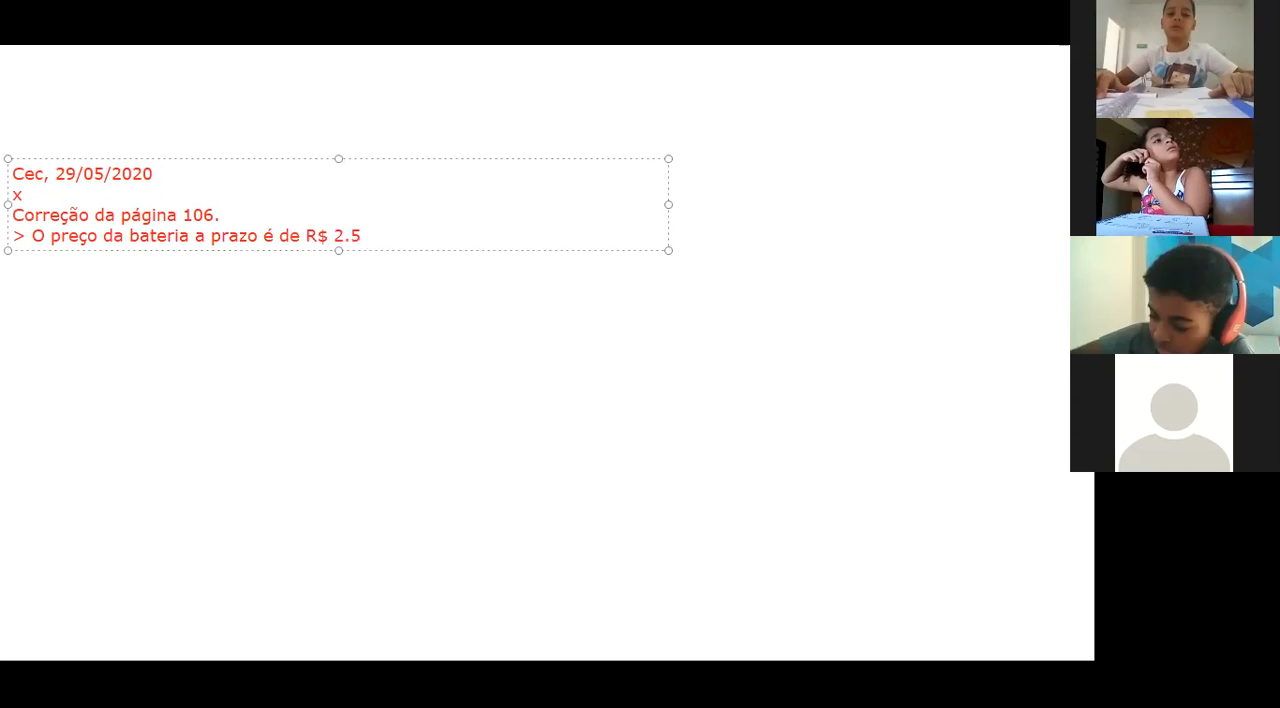 Cec, 29/05/2020
x
Correção da página 106.
> O preço da bateria a prazo é de R$ 2.5